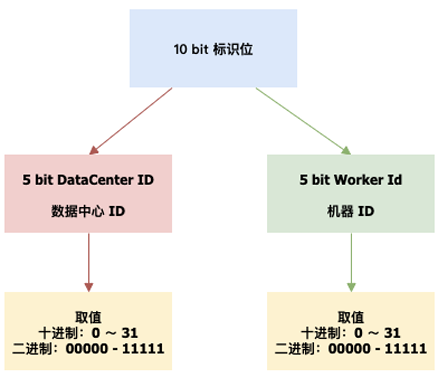 10 bit 标识位
5 bit DataCenter ID
数据中心 ID
5 bit Worker Id
机器 ID
取值
十进制：0 ～ 31
二进制：00000 - 11111
取值
十进制：0 ～ 31
二进制：00000 - 11111